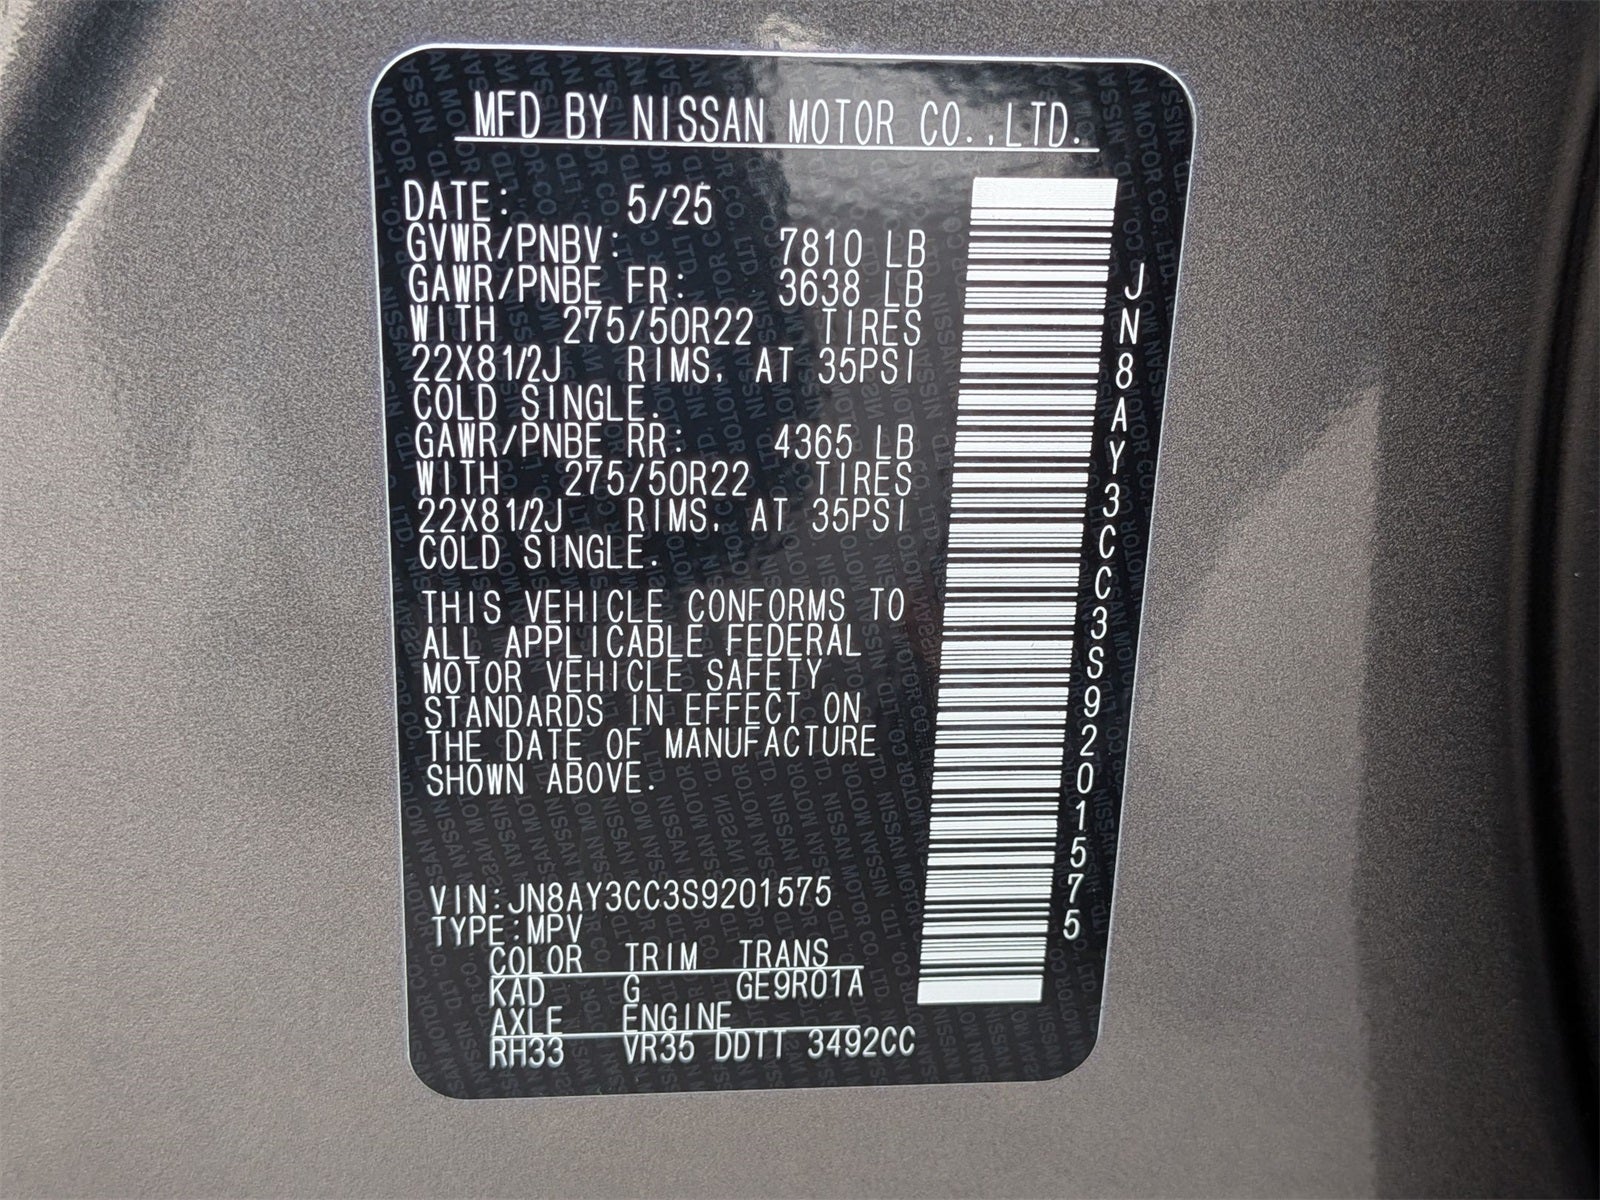 MFD BY NISSAN MOTOR CO.,LTD.
DATE: 5/25
GVWR/PNBV: 7810 LB
GAWR/PNBE FR: 3638 LB
WITH 275/50R22 TIRES
22X81/2J RIMS, AT 35PSI
COLD SINGLE.
GAWR/PNBE RR: 4365 LB
WITH 275/50R22 TIRES
22X81/2J RIMS, AT 35PSI
COLD SINGLE.
THIS VEHICLE CONFORMS TO
ALL APPLICABLE FEDERAL
MOTOR VEHICLE SAFETY
STANDARDS IN EFFECT ON
THE DATE OF MANUFACTURE
SHOWN ABOVE.
VIN:JN8AY3CC3S9201575
TYPE:MPV
COLOR TRIM TRANS
KAD G GE9R01A
AXLE ENGINE
RH33 VR35 DDTT 3492CC
JN8AY3CC3S9201575